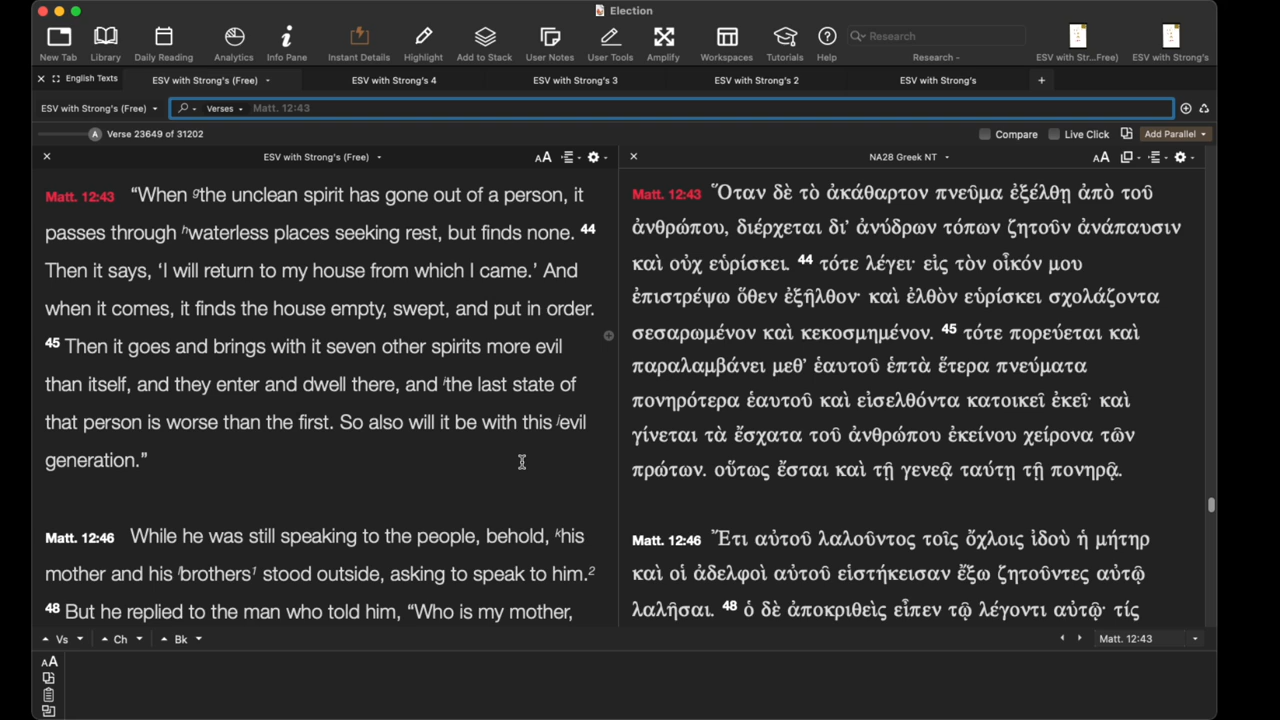 Election
New Tab Library Daily Reading Analytics Info Pane Instant Details Highlight Add to Stack User Notes User Tools Amplify Workspaces Tutorials Help Research Research ESV with Str...Free) ESV with Strong's
English Texts ESV with Strong's (Free) ESV with Strong's 4 ESV with Strong's 3 ESV with Strong's 2 ESV with Strong's +
ESV with Strong's (Free) Verses Matt. 12:43
A Verse 23649 of 31202 Compare Live Click Add Parallel
ESV with Strong's (Free) AA
Matt. 12:43 “When gthe unclean spirit has gone out of a person, it
passes through hwaterless places seeking rest, but finds none. 44
Then it says, ‘I will return to my house from which I came.’ And
when it comes, it finds the house empty, swept, and put in order.
45 Then it goes and brings with it seven other spirits more evil
than itself, and they enter and dwell there, and ithe last state of
that person is worse than the first. So also will it be with this jevil
generation.”
Matt. 12:46 While he was still speaking to the people, behold, khis
mother and his lbrothers1 stood outside, asking to speak to him.2
48 But he replied to the man who told him, “Who is my mother,
NA28 Greek NT AA
Matt. 12:43 Ὅταν δὲ τὸ ἀκάθαρτον πνεῦμα ἐξέλθῃ ἀπὸ τοῦ
ἀνθρώπου, διέρχεται δι’ ἀνύδρων τόπων ζητοῦν ἀνάπαυσιν
καὶ οὐχ εὑρίσκει. 44 τότε λέγει· εἰς τὸν οἶκόν μου
ἐπιστρέψω ὅθεν ἐξῆλθον· καὶ ἐλθὸν εὑρίσκει σχολάζοντα
σεσαρωμένον καὶ κεκοσμημένον. 45 τότε πορεύεται καὶ
παραλαμβάνει μεθ’ ἑαυτοῦ ἑπτὰ ἕτερα πνεύματα
πονηρότερα ἑαυτοῦ καὶ εἰσελθόντα κατοικεῖ ἐκεῖ· καὶ
γίνεται τὰ ἔσχατα τοῦ ἀνθρώπου ἐκείνου χείρονα τῶν
πρώτων. οὕτως ἔσται καὶ τῇ γενεᾷ ταύτῃ τῇ πονηρᾷ.
Matt. 12:46 Ἔτι αὐτοῦ λαλοῦντος τοῖς ὄχλοις ἰδοὺ ἡ μήτηρ
καὶ οἱ ἀδελφοὶ αὐτοῦ εἱστήκεισαν ἔξω ζητοῦντες αὐτῷ
λαλῆσαι. 48 ὁ δὲ ἀποκριθεὶς εἶπεν τῷ λέγοντι αὐτῷ· τίς
Vs Ch Bk Matt. 12:43
AA